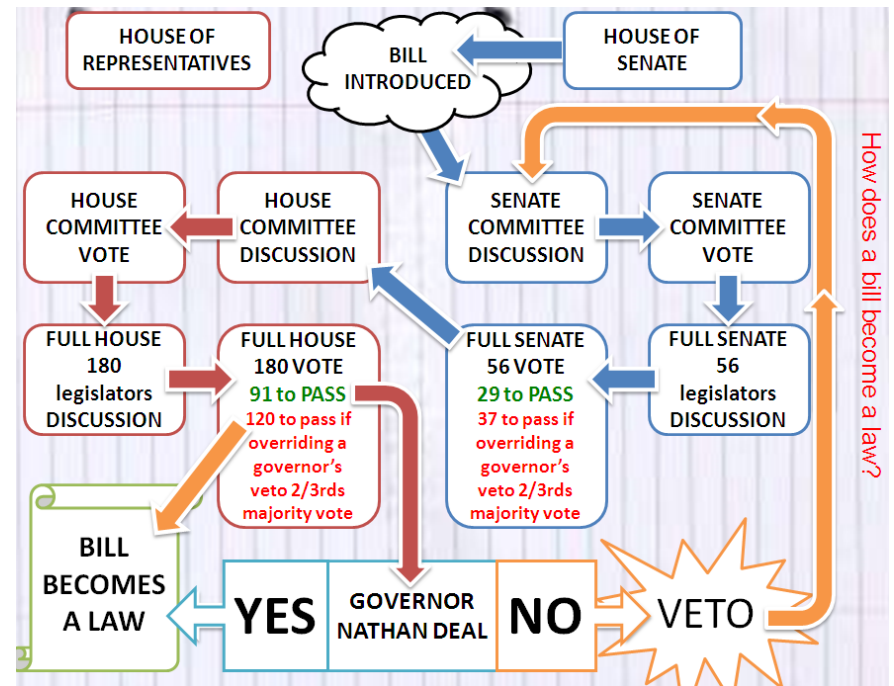 HOUSE OF
REPRESENTATIVES
BILL
INTRODUCED
HOUSE OF
SENATE
How does a bill become a law?
HOUSE
COMMITTEE
VOTE
HOUSE
COMMITTEE
DISCUSSION
SENATE
COMMITTEE
DISCUSSION
SENATE
COMMITTEE
VOTE
FULL HOUSE
180
legislators
DISCUSSION
FULL HOUSE
180 VOTE
91 to PASS
120 to pass if
overriding a
governor's
veto 2/3rds
majority vote
FULL SENATE
56 VOTE
29 to PASS
37 to pass if
overriding a
governor's
veto 2/3rds
majority vote
FULL SENATE
56
legislators
DISCUSSION
BILL
BECOMES
A LAW
YES
GOVERNOR
NATHAN DEAL
NO
VETO